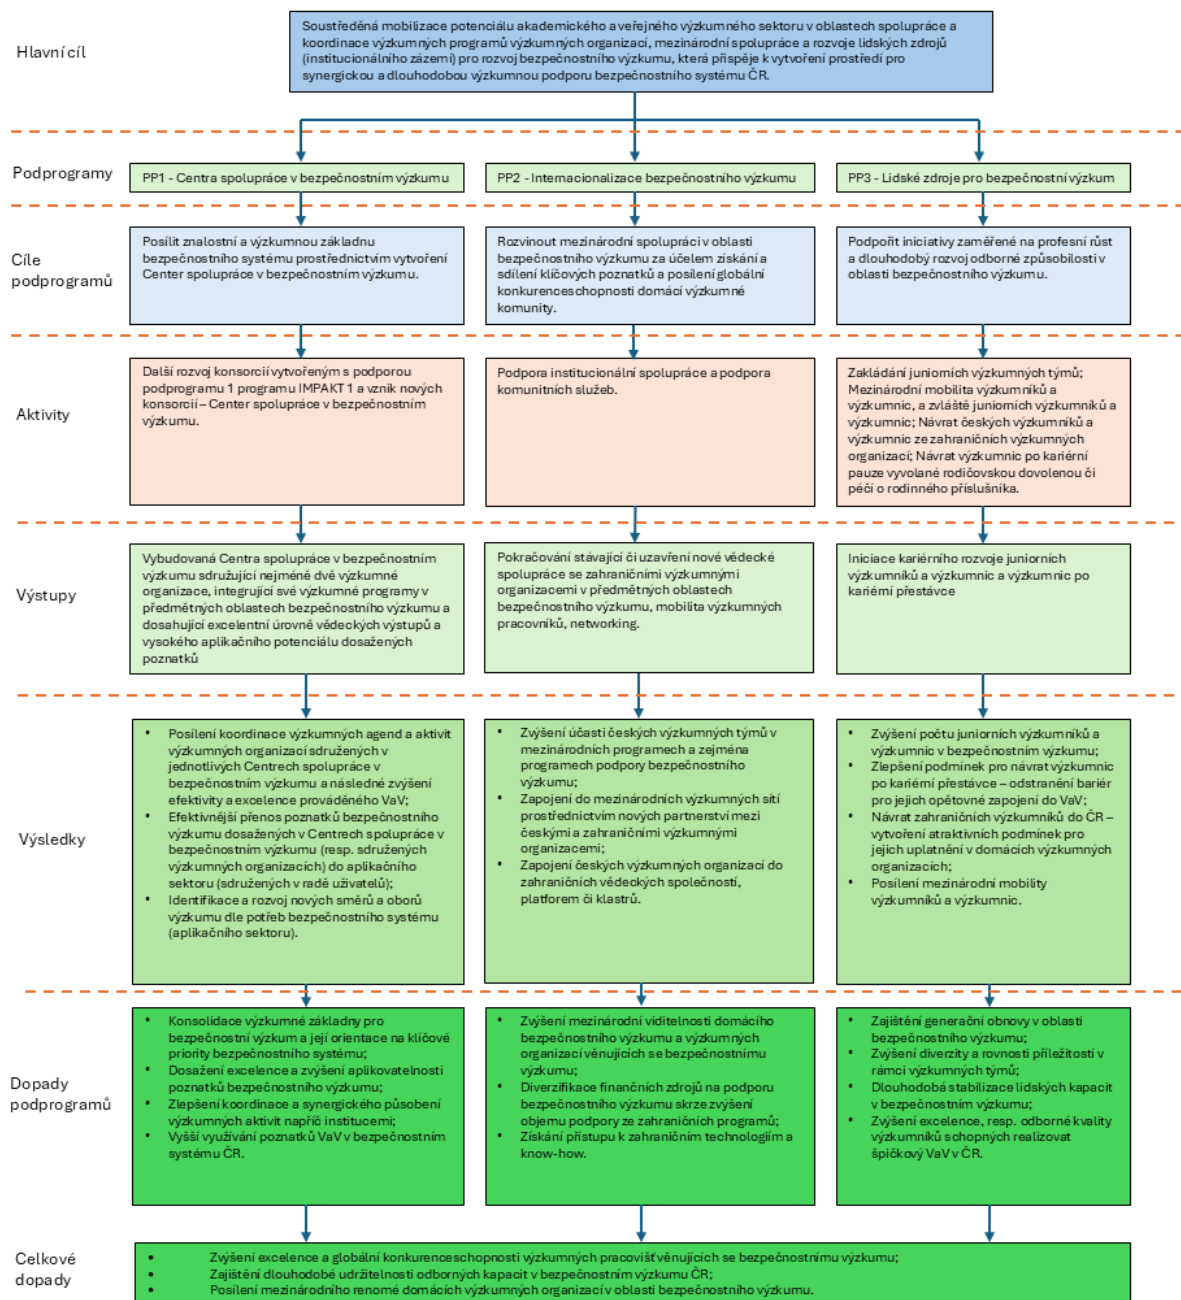 Hlavní cíl
Soustředěná mobilizace potenciálu akademického a veřejného výzkumného sektoru v oblastech spolupráce a
koordinace výzkumných programů výzkumných organizací, mezinárodní spolupráce a rozvoje lidských zdrojů
(institucionálního zázemí) pro rozvoj bezpečnostního výzkumu, která přispěje k vytvoření prostředí pro
synergickou a dlouhodobou výzkumnou podporu bezpečnostního systému ČR.
Podprogramy
PP1 - Centra spolupráce v bezpečnostním výzkumu
PP2 - Internacionalizace bezpečnostního výzkumu
PP3 - Lidské zdroje pro bezpečnostní výzkum
Cíle
podprogramů
Posílit znalostní a výzkumnou základnu
bezpečnostního systému prostřednictvím vytvoření
Center spolupráce v bezpečnostním výzkumu.
Rozvinout mezinárodní spolupráci v oblasti
bezpečnostního výzkumu za účelem získání a
sdílení klíčových poznatků a posílení globální
konkurenceschopnosti domácí výzkumné
komunity.
Podpořit iniciativy zaměřené na profesní růst
a dlouhodobý rozvoj odborné způsobilosti v
oblasti bezpečnostního výzkumu.
Aktivity
Další rozvoj konsorcií vytvořeným s podporou
podprogramu 1 programu IMPAKT 1 a vznik nových
konsorcií – Center spolupráce v bezpečnostním
výzkumu.
Podpora institucionální spolupráce a podpora
komunitních služeb.
Zakládání juniorních výzkumných týmů;
Mezinárodní mobilita výzkumníků a
výzkumnic, a zvláště juniorních výzkumníků a
výzkumnic; Návrat českých výzkumníků a
výzkumnic ze zahraničních výzkumných
organizací; Návrat výzkumnic po kariérní
pauze vyvolané rodičovskou dovolenou či
péčí o rodinného příslušníka.
Výstupy
Vybudovaná Centra spolupráce v bezpečnostním
výzkumu sdružující nejméně dvě výzkumné
organizace, integrující své výzkumné programy v
předmětných oblastech bezpečnostního výzkumu a
dosahující excelentní úrovně vědeckých výstupů a
vysokého aplikačního potenciálu dosažených
poznatků
Pokračování stávající či uzavření nové vědecké
spolupráce se zahraničními výzkumnými
organizacemi v předmětných oblastech
bezpečnostního výzkumu, mobilita výzkumných
pracovníků, networking.
Iniciace kariérního rozvoje juniorních
výzkumníků a výzkumnic a výzkumnic po
kariérní přestávce
Výsledky
• Posílení koordinace výzkumných agend a aktivit
výzkumných organizací sdružených v
jednotlivých Centrech spolupráce v
bezpečnostním výzkumu a následné zvýšení
efektivity a excelence prováděného VaV;
• Efektivnější přenos poznatků bezpečnostního
výzkumu dosažených v Centrech spolupráce v
bezpečnostním výzkumu (resp. sdružených
výzkumných organizacích) do aplikačního
sektoru (sdružených v radě uživatelů);
• Identifikace a rozvoj nových směrů a oborů
výzkumu dle potřeb bezpečnostního systému
(aplikačního sektoru).
• Zvýšení účasti českých výzkumných týmů v
mezinárodních programech a zejména
programech podpory bezpečnostního
výzkumu;
• Zapojení do mezinárodních výzkumných sítí
prostřednictvím nových partnerství mezi
českými a zahraničními výzkumnými
organizacemi;
• Zapojení českých výzkumných organizací do
zahraničních vědeckých společností,
platforem či klastrů.
• Zvýšení počtu juniorních výzkumníků a
výzkumnic v bezpečnostním výzkumu;
• Zlepšení podmínek pro návrat výzkumnic
po kariérní přestávce – odstranění bariér
pro jejich opětovné zapojení do VaV;
• Návrat zahraničních výzkumníků do ČR –
vytvoření atraktivních podmínek pro
jejich uplatnění v domácích výzkumných
organizacích;
• Posílení mezinárodní mobility
výzkumníků a výzkumnic.
Dopady
podprogramů
• Konsolidace výzkumné základny pro
bezpečnostní výzkum a její orientace na klíčové
priority bezpečnostního systému;
• Dosažení excelence a zvýšení aplikovatelnosti
poznatků bezpečnostního výzkumu;
• Zlepšení koordinace a synergického působení
výzkumných aktivit napříč institucemi;
• Vyšší využívání poznatků VaV v bezpečnostním
systému ČR.
• Zvýšení mezinárodní viditelnosti domácího
bezpečnostního výzkumu a výzkumných
organizací věnujících se bezpečnostnímu
výzkumu;
• Diverzifikace finančních zdrojů na podporu
bezpečnostního výzkumu skrze zvýšení
objemu podpory ze zahraničních programů;
• Získání přístupu k zahraničním technologiím a
know-how.
• Zajištění generační obnovy v oblasti
bezpečnostního výzkumu;
• Zvýšení diverzity a rovnosti příležitostí v
rámci výzkumných týmů;
• Dlouhodobá stabilizace lidských kapacit
v bezpečnostním výzkumu;
• Zvýšení excelence, resp. odborné kvality
výzkumníků schopných realizovat
špičkový VaV v ČR.
Celkové
dopady
• Zvýšení excelence a globální konkurenceschopnosti výzkumných pracovišť věnujících se bezpečnostnímu výzkumu;
• Zajištění dlouhodobé udržitelnosti odborných kapacit v bezpečnostním výzkumu ČR;
• Posílení mezinárodního renomé domácích výzkumných organizací v oblasti bezpečnostního výzkumu.